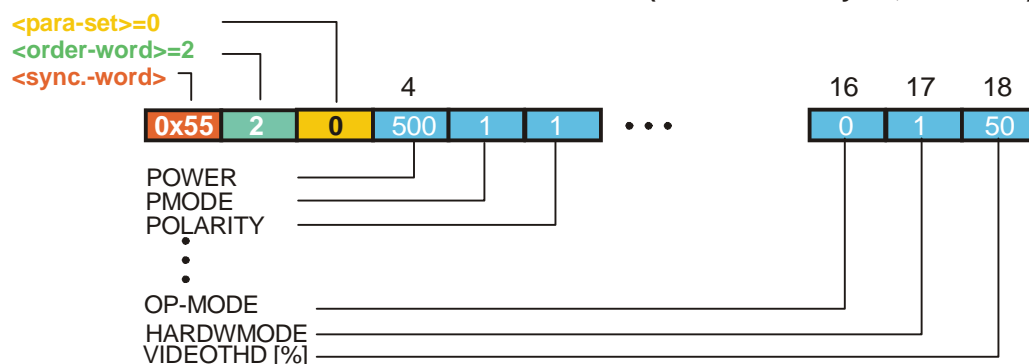 <para-set>=0
<order-word>=2
<sync.-word>
4 16 17 18
0x55 2 0 500 1 1 0 1 50
POWER
PMODE
POLARITY
OP-MODE
HARDWMODE
VIDEOTHD [%]